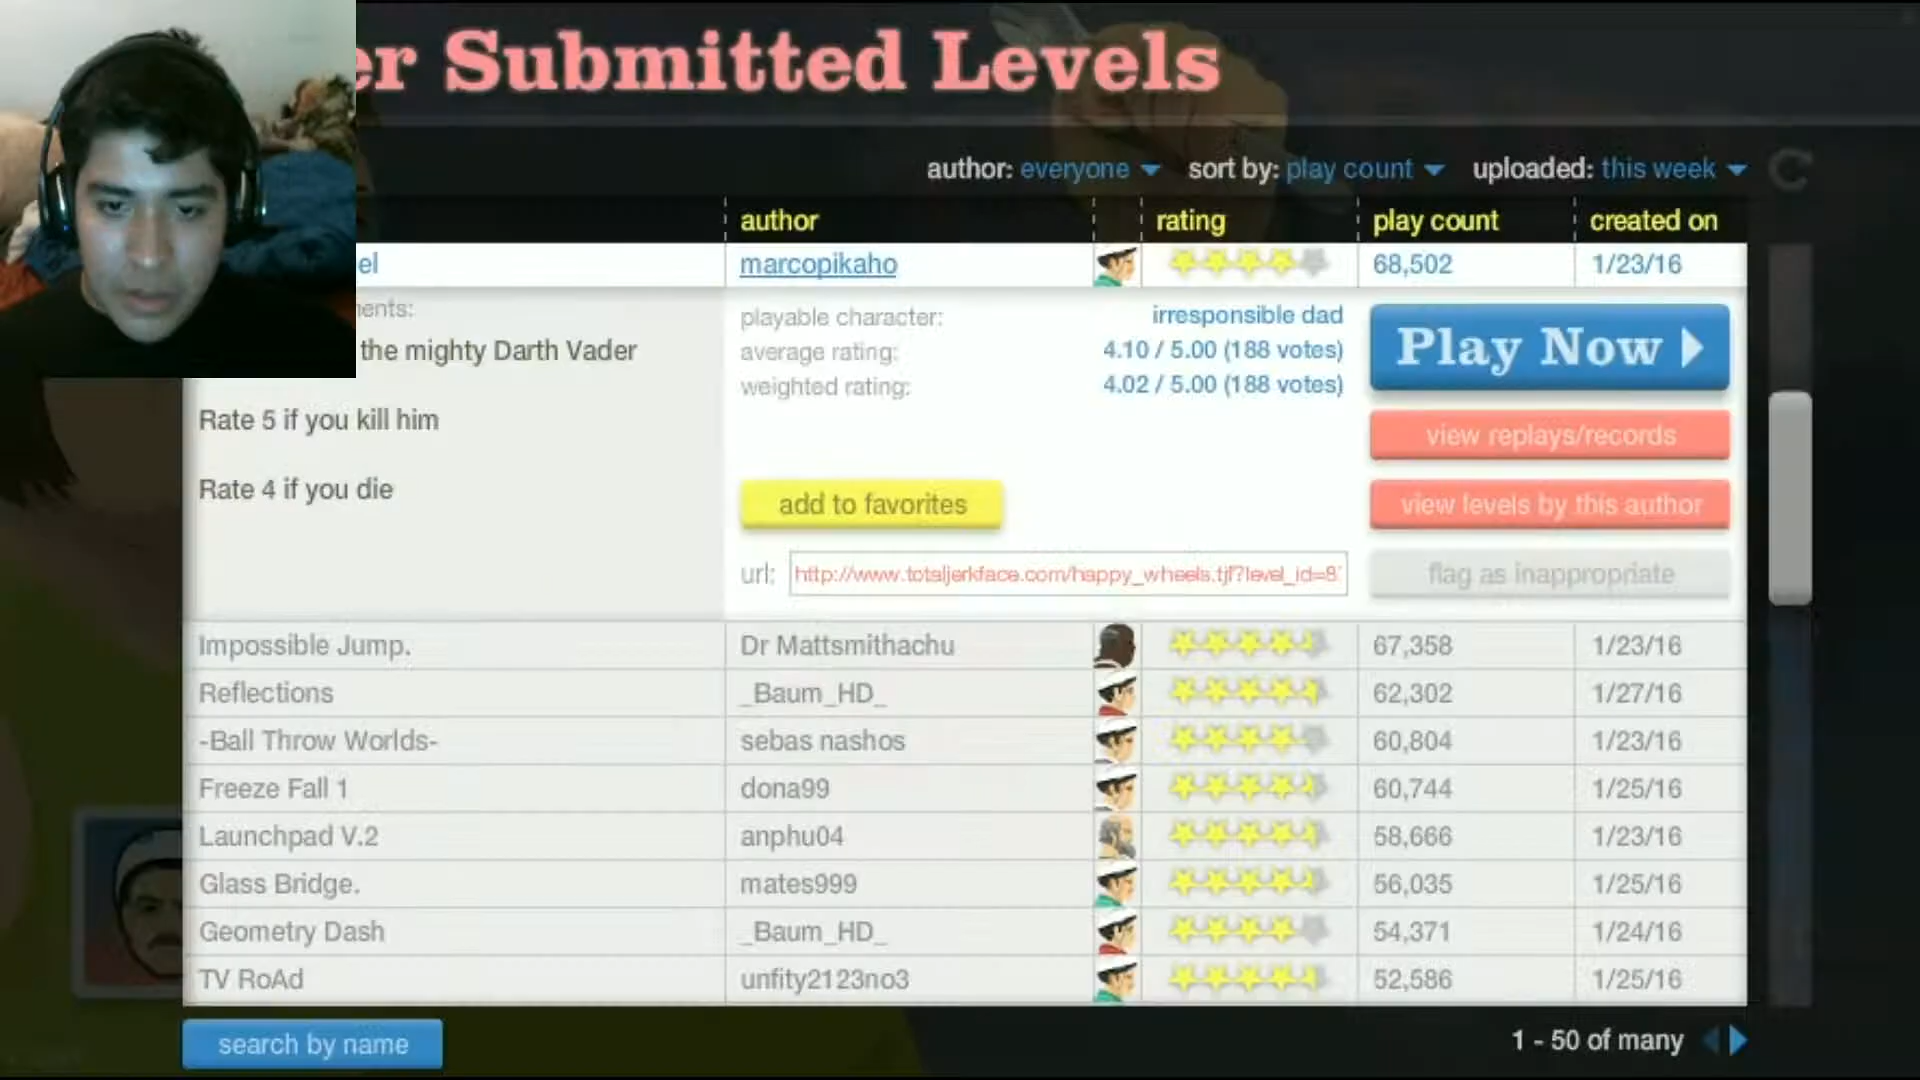 er Submitted Levels
author: everyone sort by: play count uploaded: this week
author rating play count created on
el marcopikaho 68,502 1/23/16
ents:
the mighty Darth Vader
Rate 5 if you kill him
Rate 4 if you die
playable character: irresponsible dad
average rating: 4.10 / 5.00 (188 votes)
weighted rating: 4.02 / 5.00 (188 votes)
add to favorites
url: http://www.totaljerkface.com/happy_wheels.tjf?level_id=8
Play Now
view replays/records
view levels by this author
flag as inappropriate
Impossible Jump. Dr Mattsmithachu 67,358 1/23/16
Reflections _Baum_HD_ 62,302 1/27/16
-Ball Throw Worlds- sebas nashos 60,804 1/23/16
Freeze Fall 1 dona99 60,744 1/25/16
Launchpad V.2 anphu04 58,666 1/23/16
Glass Bridge. mates999 56,035 1/25/16
Geometry Dash _Baum_HD_ 54,371 1/24/16
TV RoAd unfity2123no3 52,586 1/25/16
search by name 1 - 50 of many